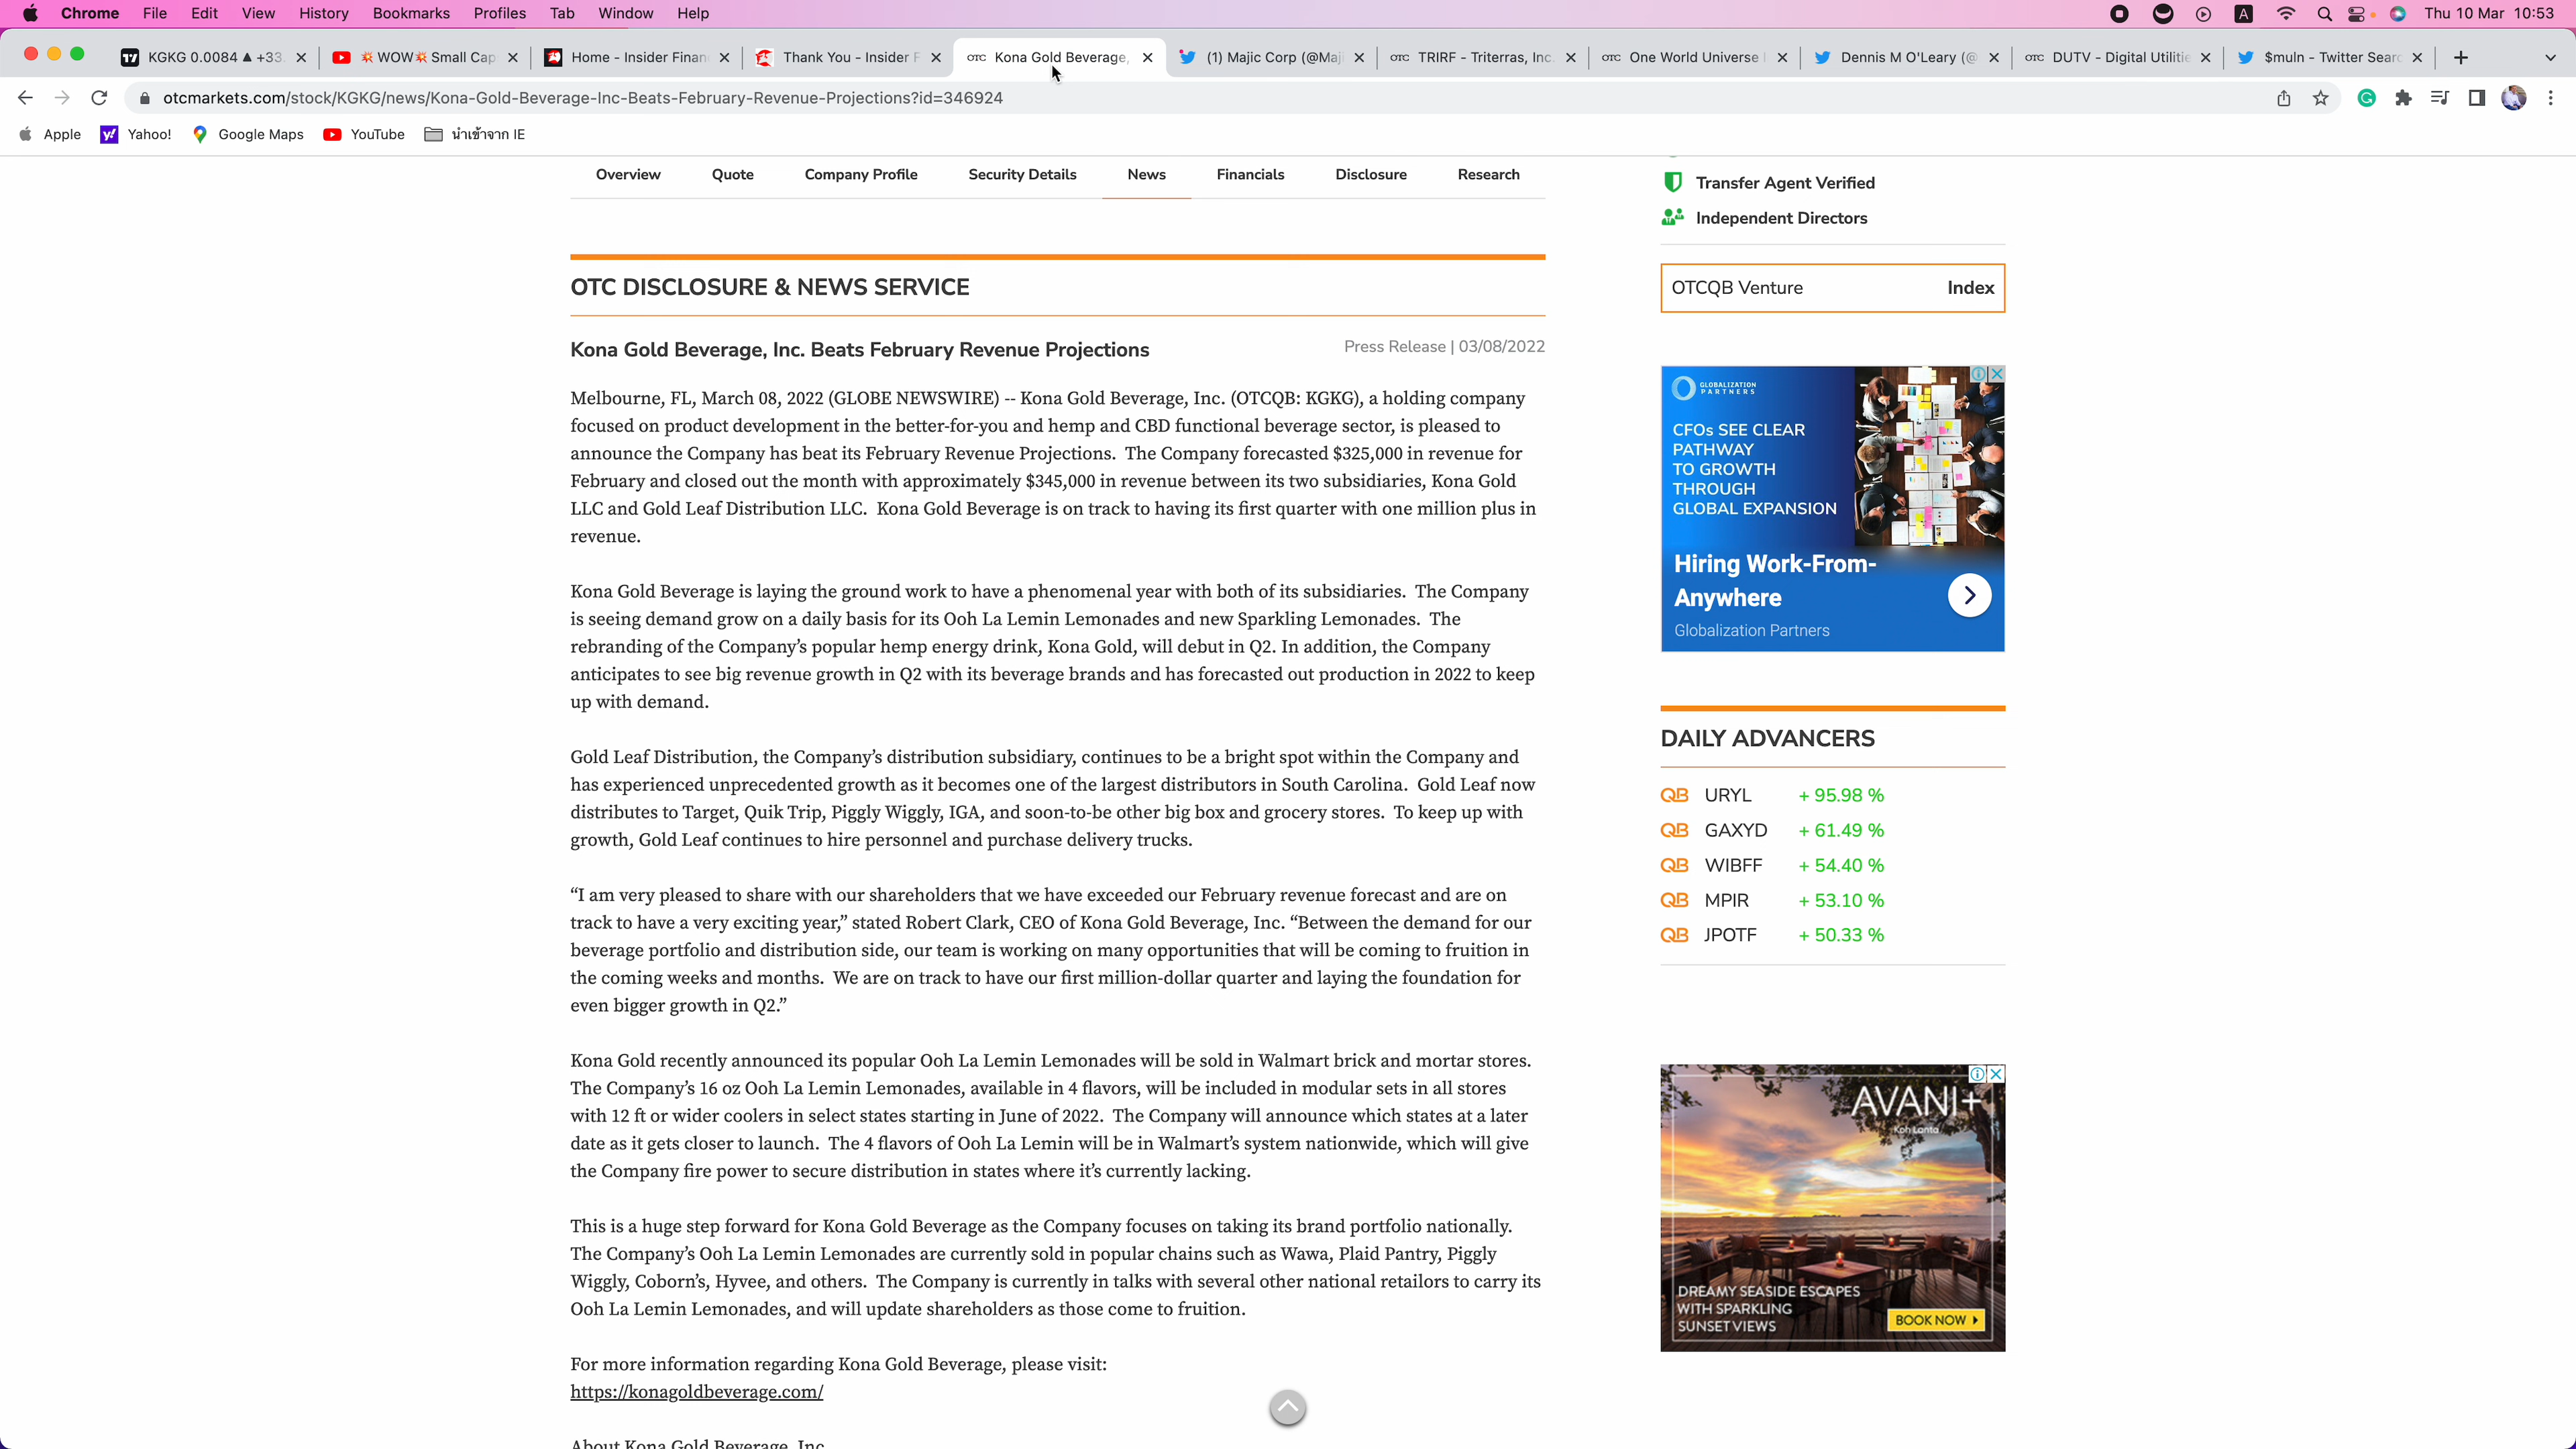 Chrome File Edit View History Bookmarks Profiles Tab Window Help A Thu 10 Mar 10:53
KGKG 0.0084 ▲ +33. WOW Small Cap Home - Insider Finan Thank You - Insider F OTC Kona Gold Beverage, (1) Majic Corp (@Maji OTC TRIRF - Triterras, Inc. OTC One World Universe Dennis M O'Leary (@ OTC DUTV - Digital Utilitie $muln - Twitter Searc
otcmarkets.com/stock/KGKG/news/Kona-Gold-Beverage-Inc-Beats-February-Revenue-Projections?id=346924
Apple Yahoo! Google Maps YouTube นำเข้าจาก IE
Overview Quote Company Profile Security Details News Financials Disclosure Research
OTC DISCLOSURE & NEWS SERVICE
Kona Gold Beverage, Inc. Beats February Revenue Projections
Press Release | 03/08/2022
Melbourne, FL, March 08, 2022 (GLOBE NEWSWIRE) -- Kona Gold Beverage, Inc. (OTCQB: KGKG), a holding company
focused on product development in the better-for-you and hemp and CBD functional beverage sector, is pleased to
announce the Company has beat its February Revenue Projections. The Company forecasted $325,000 in revenue for
February and closed out the month with approximately $345,000 in revenue between its two subsidiaries, Kona Gold
LLC and Gold Leaf Distribution LLC. Kona Gold Beverage is on track to having its first quarter with one million plus in
revenue.
Kona Gold Beverage is laying the ground work to have a phenomenal year with both of its subsidiaries. The Company
is seeing demand grow on a daily basis for its Ooh La Lemin Lemonades and new Sparkling Lemonades. The
rebranding of the Company's popular hemp energy drink, Kona Gold, will debut in Q2. In addition, the Company
anticipates to see big revenue growth in Q2 with its beverage brands and has forecasted out production in 2022 to keep
up with demand.
Gold Leaf Distribution, the Company's distribution subsidiary, continues to be a bright spot within the Company and
has experienced unprecedented growth as it becomes one of the largest distributors in South Carolina. Gold Leaf now
distributes to Target, Quik Trip, Piggly Wiggly, IGA, and soon-to-be other big box and grocery stores. To keep up with
growth, Gold Leaf continues to hire personnel and purchase delivery trucks.
“I am very pleased to share with our shareholders that we have exceeded our February revenue forecast and are on
track to have a very exciting year,” stated Robert Clark, CEO of Kona Gold Beverage, Inc. “Between the demand for our
beverage portfolio and distribution side, our team is working on many opportunities that will be coming to fruition in
the coming weeks and months. We are on track to have our first million-dollar quarter and laying the foundation for
even bigger growth in Q2.”
Kona Gold recently announced its popular Ooh La Lemin Lemonades will be sold in Walmart brick and mortar stores.
The Company's 16 oz Ooh La Lemin Lemonades, available in 4 flavors, will be included in modular sets in all stores
with 12 ft or wider coolers in select states starting in June of 2022. The Company will announce which states at a later
date as it gets closer to launch. The 4 flavors of Ooh La Lemin will be in Walmart's system nationwide, which will give
the Company fire power to secure distribution in states where it's currently lacking.
This is a huge step forward for Kona Gold Beverage as the Company focuses on taking its brand portfolio nationally.
The Company's Ooh La Lemin Lemonades are currently sold in popular chains such as Wawa, Plaid Pantry, Piggly
Wiggly, Coborn's, Hyvee, and others. The Company is currently in talks with several other national retailors to carry its
Ooh La Lemin Lemonades, and will update shareholders as those come to fruition.
For more information regarding Kona Gold Beverage, please visit:
https://konagoldbeverage.com/
About Kona Gold Beverage, Inc.
Transfer Agent Verified
Independent Directors
OTCQB Venture Index
GLOBALIZATION
PARTNERS
CFOs SEE CLEAR
PATHWAY
TO GROWTH
THROUGH
GLOBAL EXPANSION
Hiring Work-From-
Anywhere
Globalization Partners
DAILY ADVANCERS
QB URYL + 95.98 %
QB GAXYD + 61.49 %
QB WIBFF + 54.40 %
QB MPIR + 53.10 %
QB JPOTF + 50.33 %
AVANI+
Koh Lanta
DREAMY SEASIDE ESCAPES
WITH SPARKLING
SUNSET VIEWS
BOOK NOW